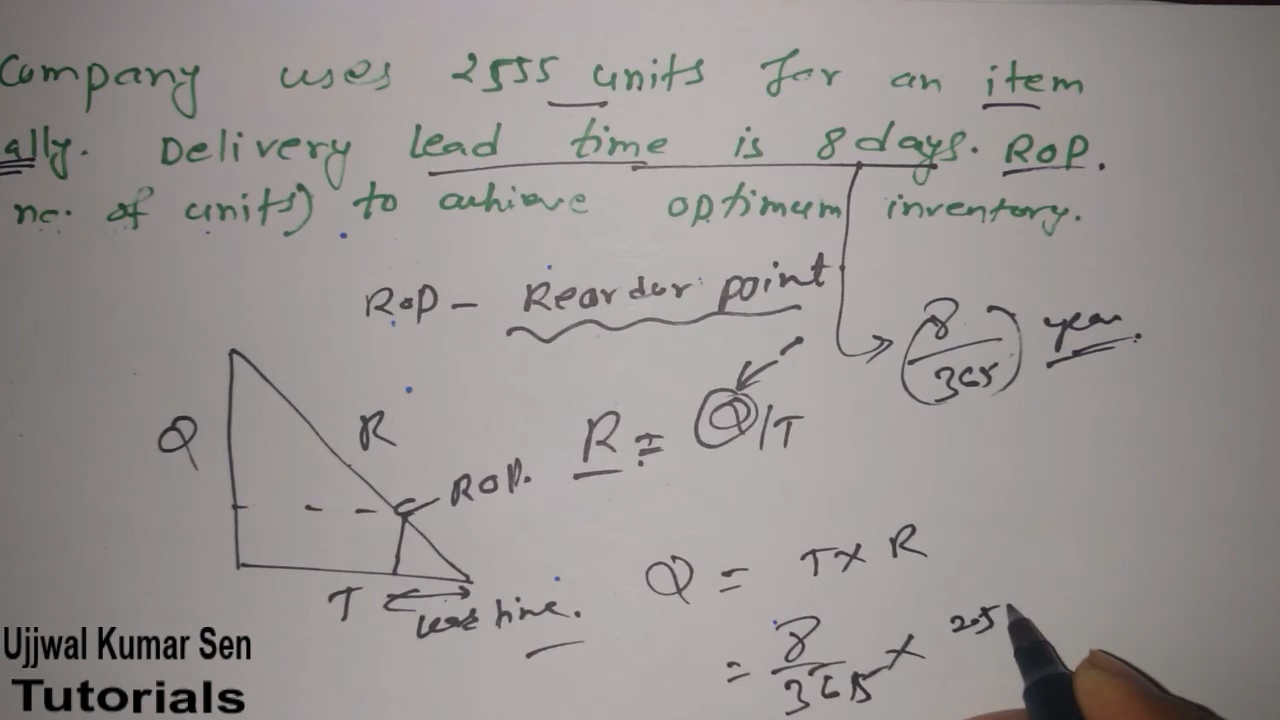 Company uses 2555 units for an item
ally. Delivery lead time is 8 days. ROP.
no. of units) to achieve optimum inventory.
ROP - Reorder point
8/365 year.
Q
R
R = Q/T
ROP.
T
lead time.
Q = T x R
= 8/365 x 25
Ujjwal Kumar Sen
Tutorials